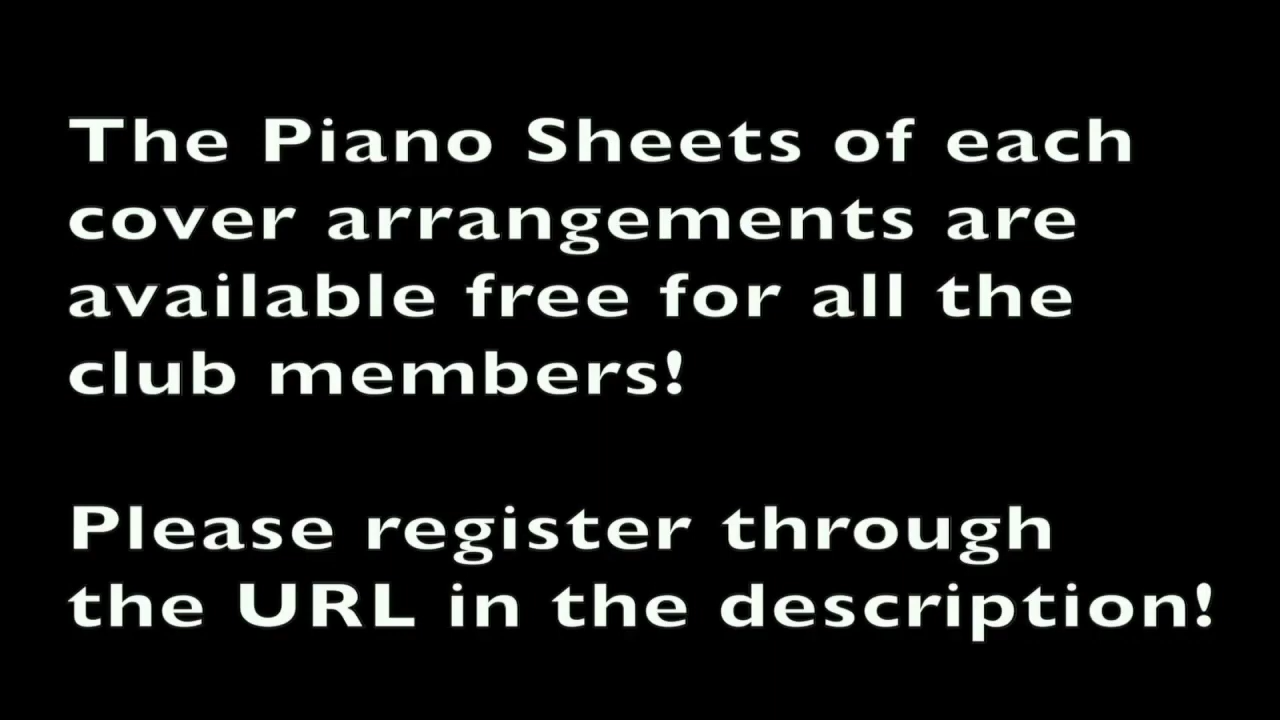 The Piano Sheets of each
cover arrangements are
available free for all the
club members!
Please register through
the URL in the description!